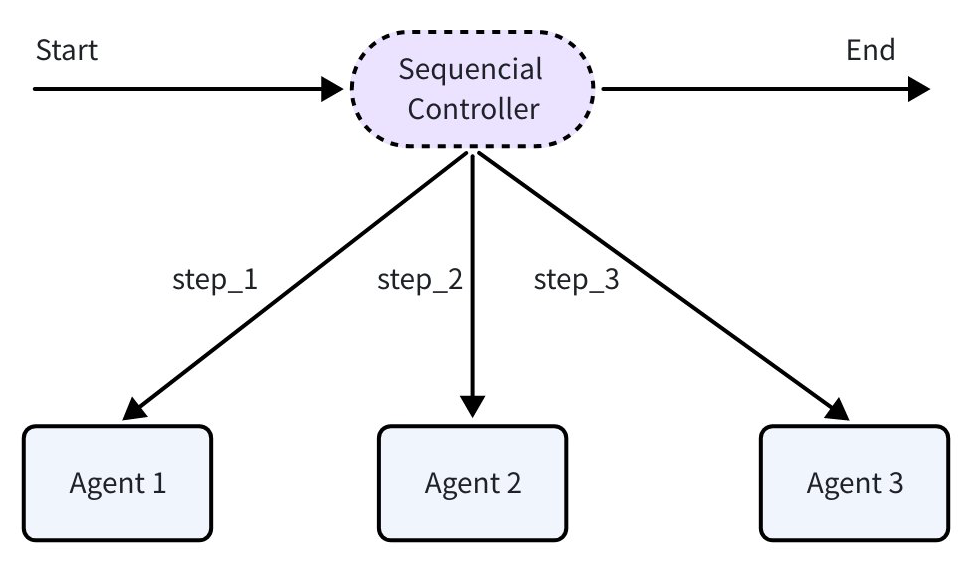 Start
End
Sequencial
Controller
step_1
step_2
step_3
Agent 1
Agent 2
Agent 3